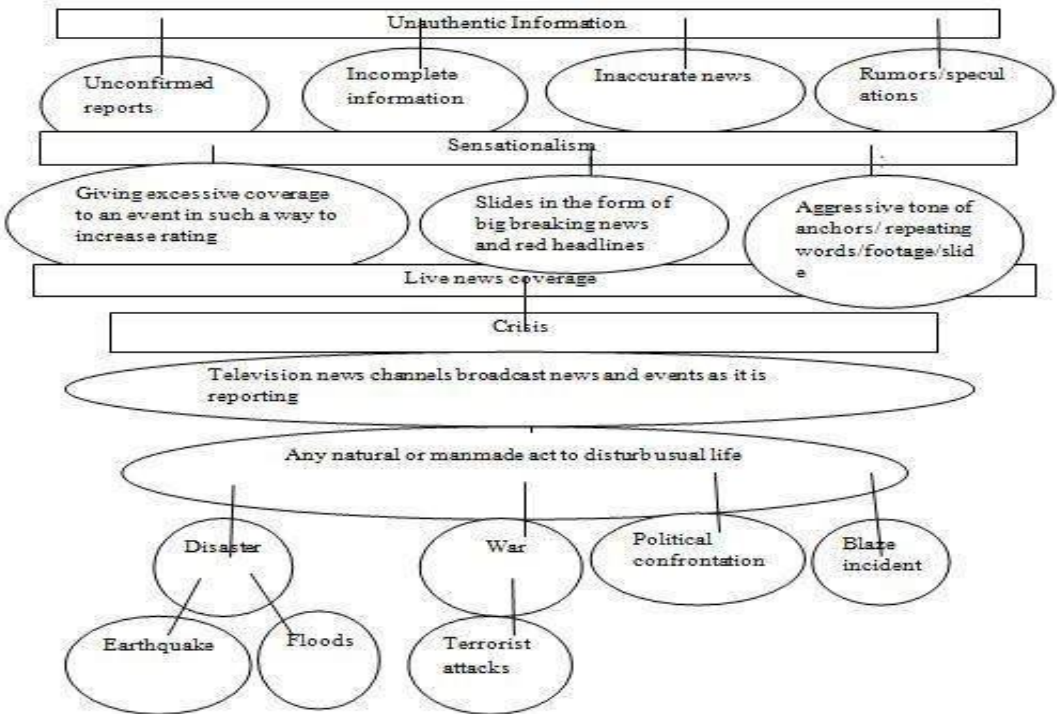 Unauthentic Information
Unconfirmed
reports
Incomplete
information
Inaccurate news
Rumors/specul
ations
Sensationalism
Giving excessive coverage
to an event in such a way to
increase rating
Slides in the form of
big breaking news
and red headlines
Aggressive tone of
anchors/ repeating
words/footage/slid
e
Live news coverage
Crisis
Television news channels broadcast news and events as it is
reporting
Any natural or manmade act to disturb usual life
Disaster
War
Political
confrontation
Blaze
incident
Earthquake
Floods
Terrorist
attacks